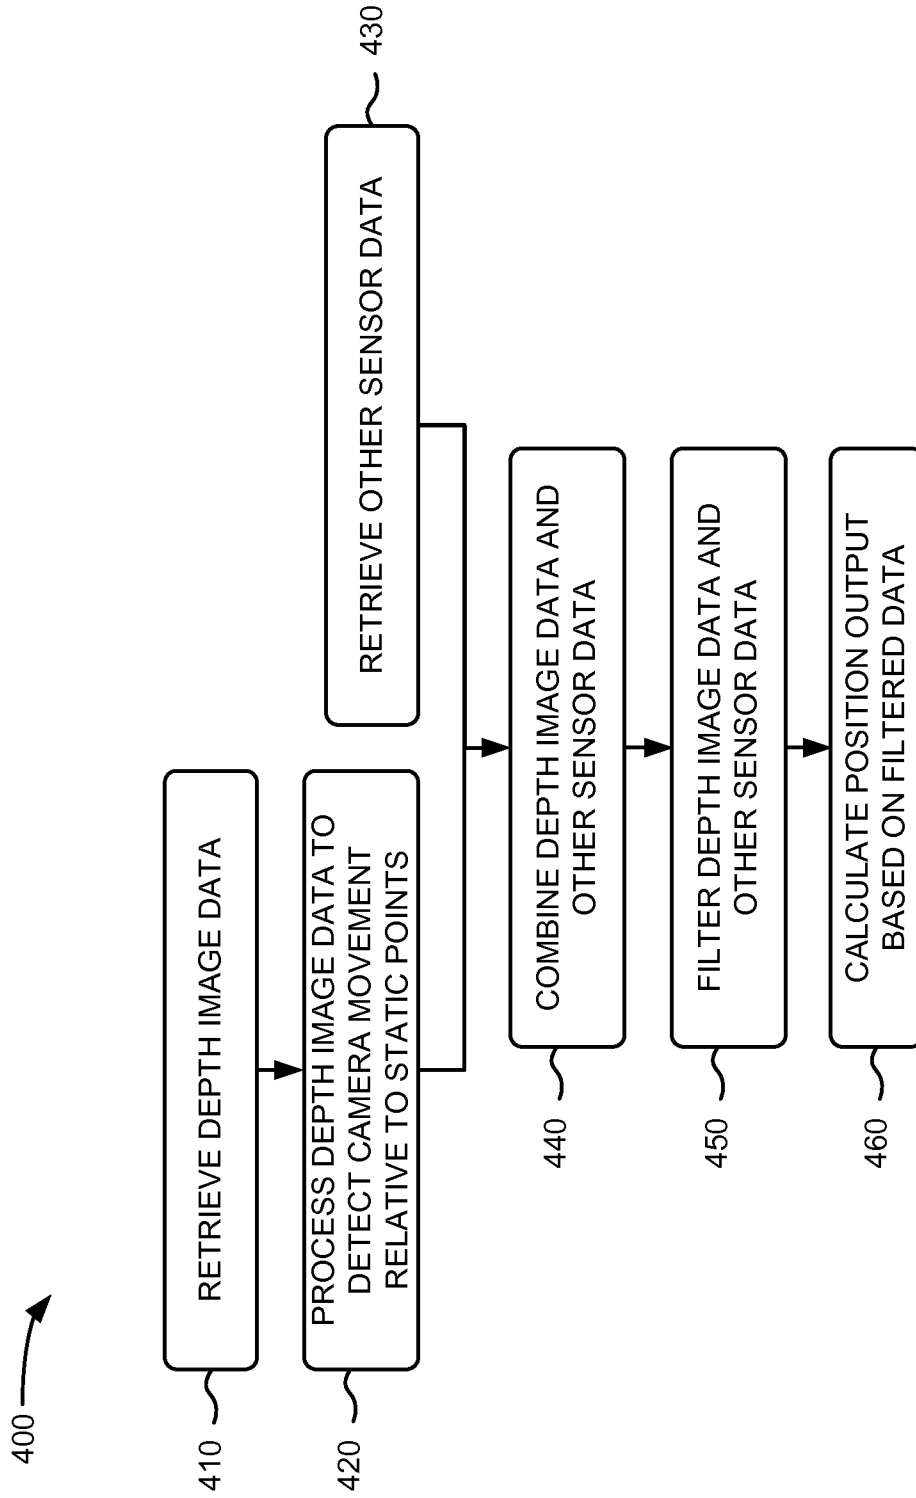 400
410
RETRIEVE DEPTH IMAGE DATA
420
PROCESS DEPTH IMAGE DATA TO
DETECT CAMERA MOVEMENT
RELATIVE TO STATIC POINTS
RETRIEVE OTHER SENSOR DATA
430
440
COMBINE DEPTH IMAGE DATA AND
OTHER SENSOR DATA
450
FILTER DEPTH IMAGE DATA AND
OTHER SENSOR DATA
460
CALCULATE POSITION OUTPUT
BASED ON FILTERED DATA